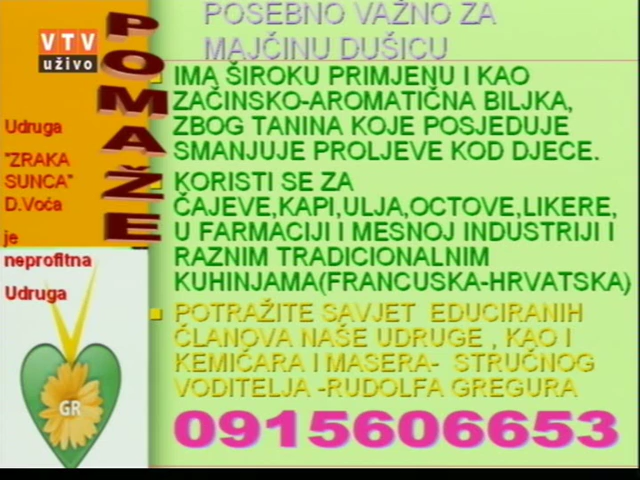 VTV
uživo
POMAŽE
Udruga
"ZRAKA
SUNCA"
D.Voća
je
neprofitna
Udruga
GR
POSEBNO VAŽNO ZA
MAJČINU DUŠICU
IMA ŠIROKU PRIMJENU I KAO
ZAČINSKO-AROMATIČNA BILJKA,
ZBOG TANINA KOJE POSJEDUJE
SMANJUJE PROLJEVE KOD DJECE.
KORISTI SE ZA
ČAJEVE,KAPI,ULJA,OCTOVE,LIKERE,
U FARMACIJI I MESNOJ INDUSTRIJI I
RAZNIM TRADICIONALNIM
KUHINJAMA(FRANCUSKA-HRVATSKA)
POTRAŽITE SAVJET EDUCIRANIH
ČLANOVA NAŠE UDRUGE , KAO I
KEMIČARA I MASERA- STRUČNOG
VODITELJA -RUDOLFA GREGURA
0915606653